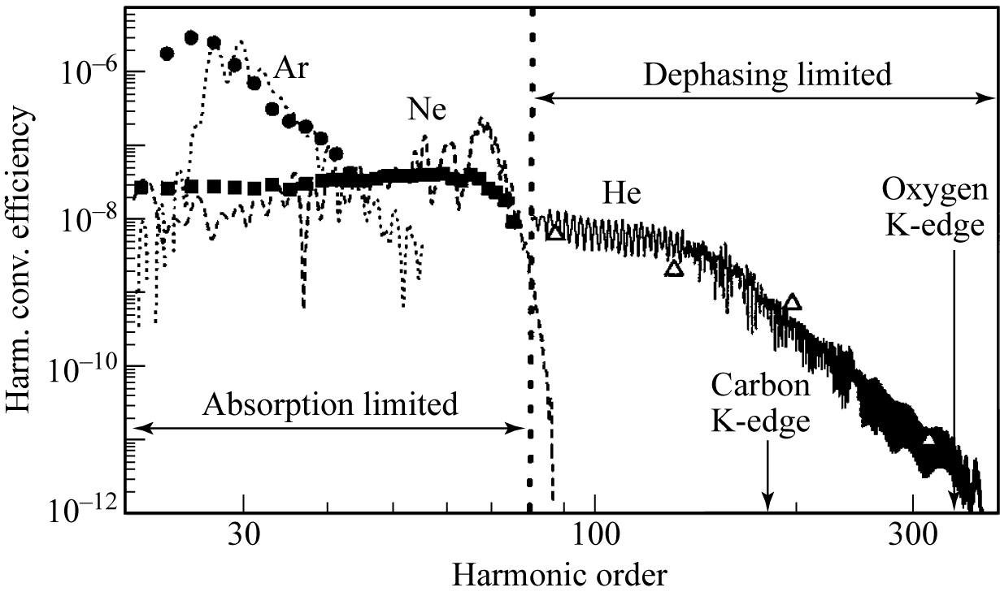 10⁻⁶
10⁻⁸
10⁻¹⁰
10⁻¹²
Harm. conv. efficiency
Ar
Ne
He
Dephasing limited
Absorption limited
Oxygen
K-edge
Carbon
K-edge
30
100
300
Harmonic order